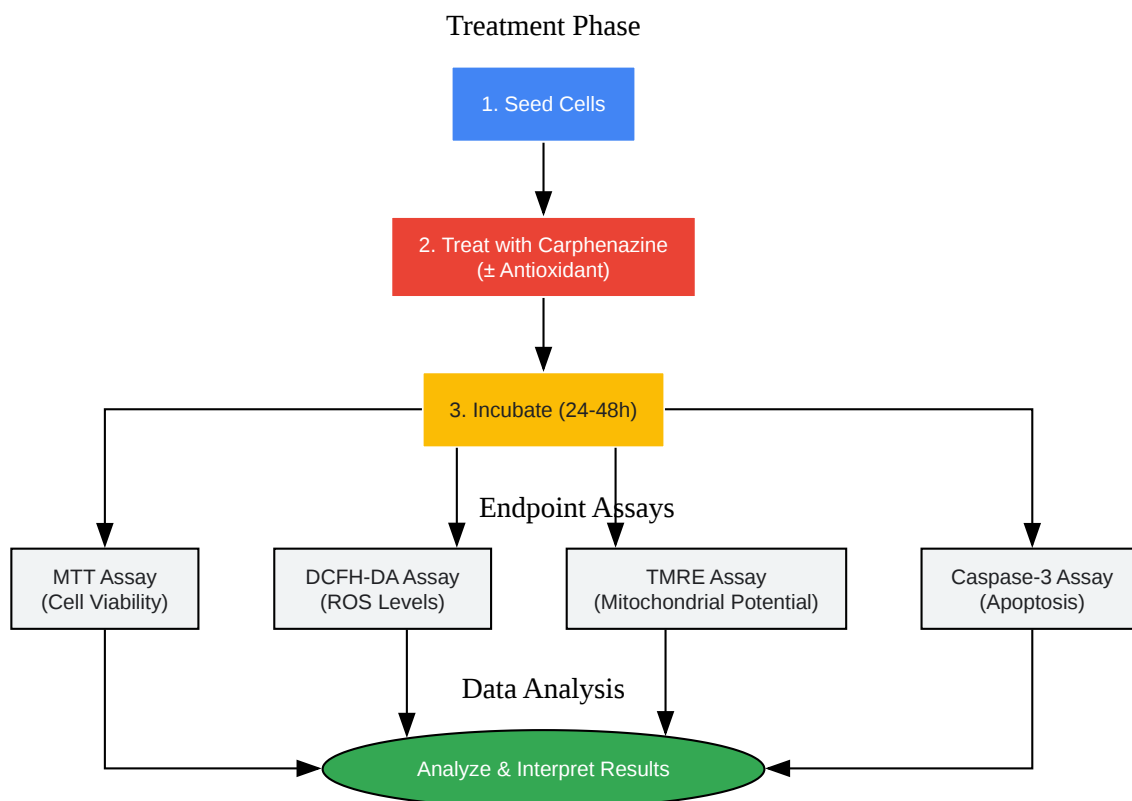 Treatment Phase
1. Seed Cells
2. Treat with Carphenazine
(± Antioxidant)
3. Incubate (24-48h)
Endpoint Assays
MTT Assay
(Cell Viability)
DCFH-DA Assay
(ROS Levels)
TMRE Assay
(Mitochondrial Potential)
Caspase-3 Assay
(Apoptosis)
Data Analysis
Analyze & Interpret Results